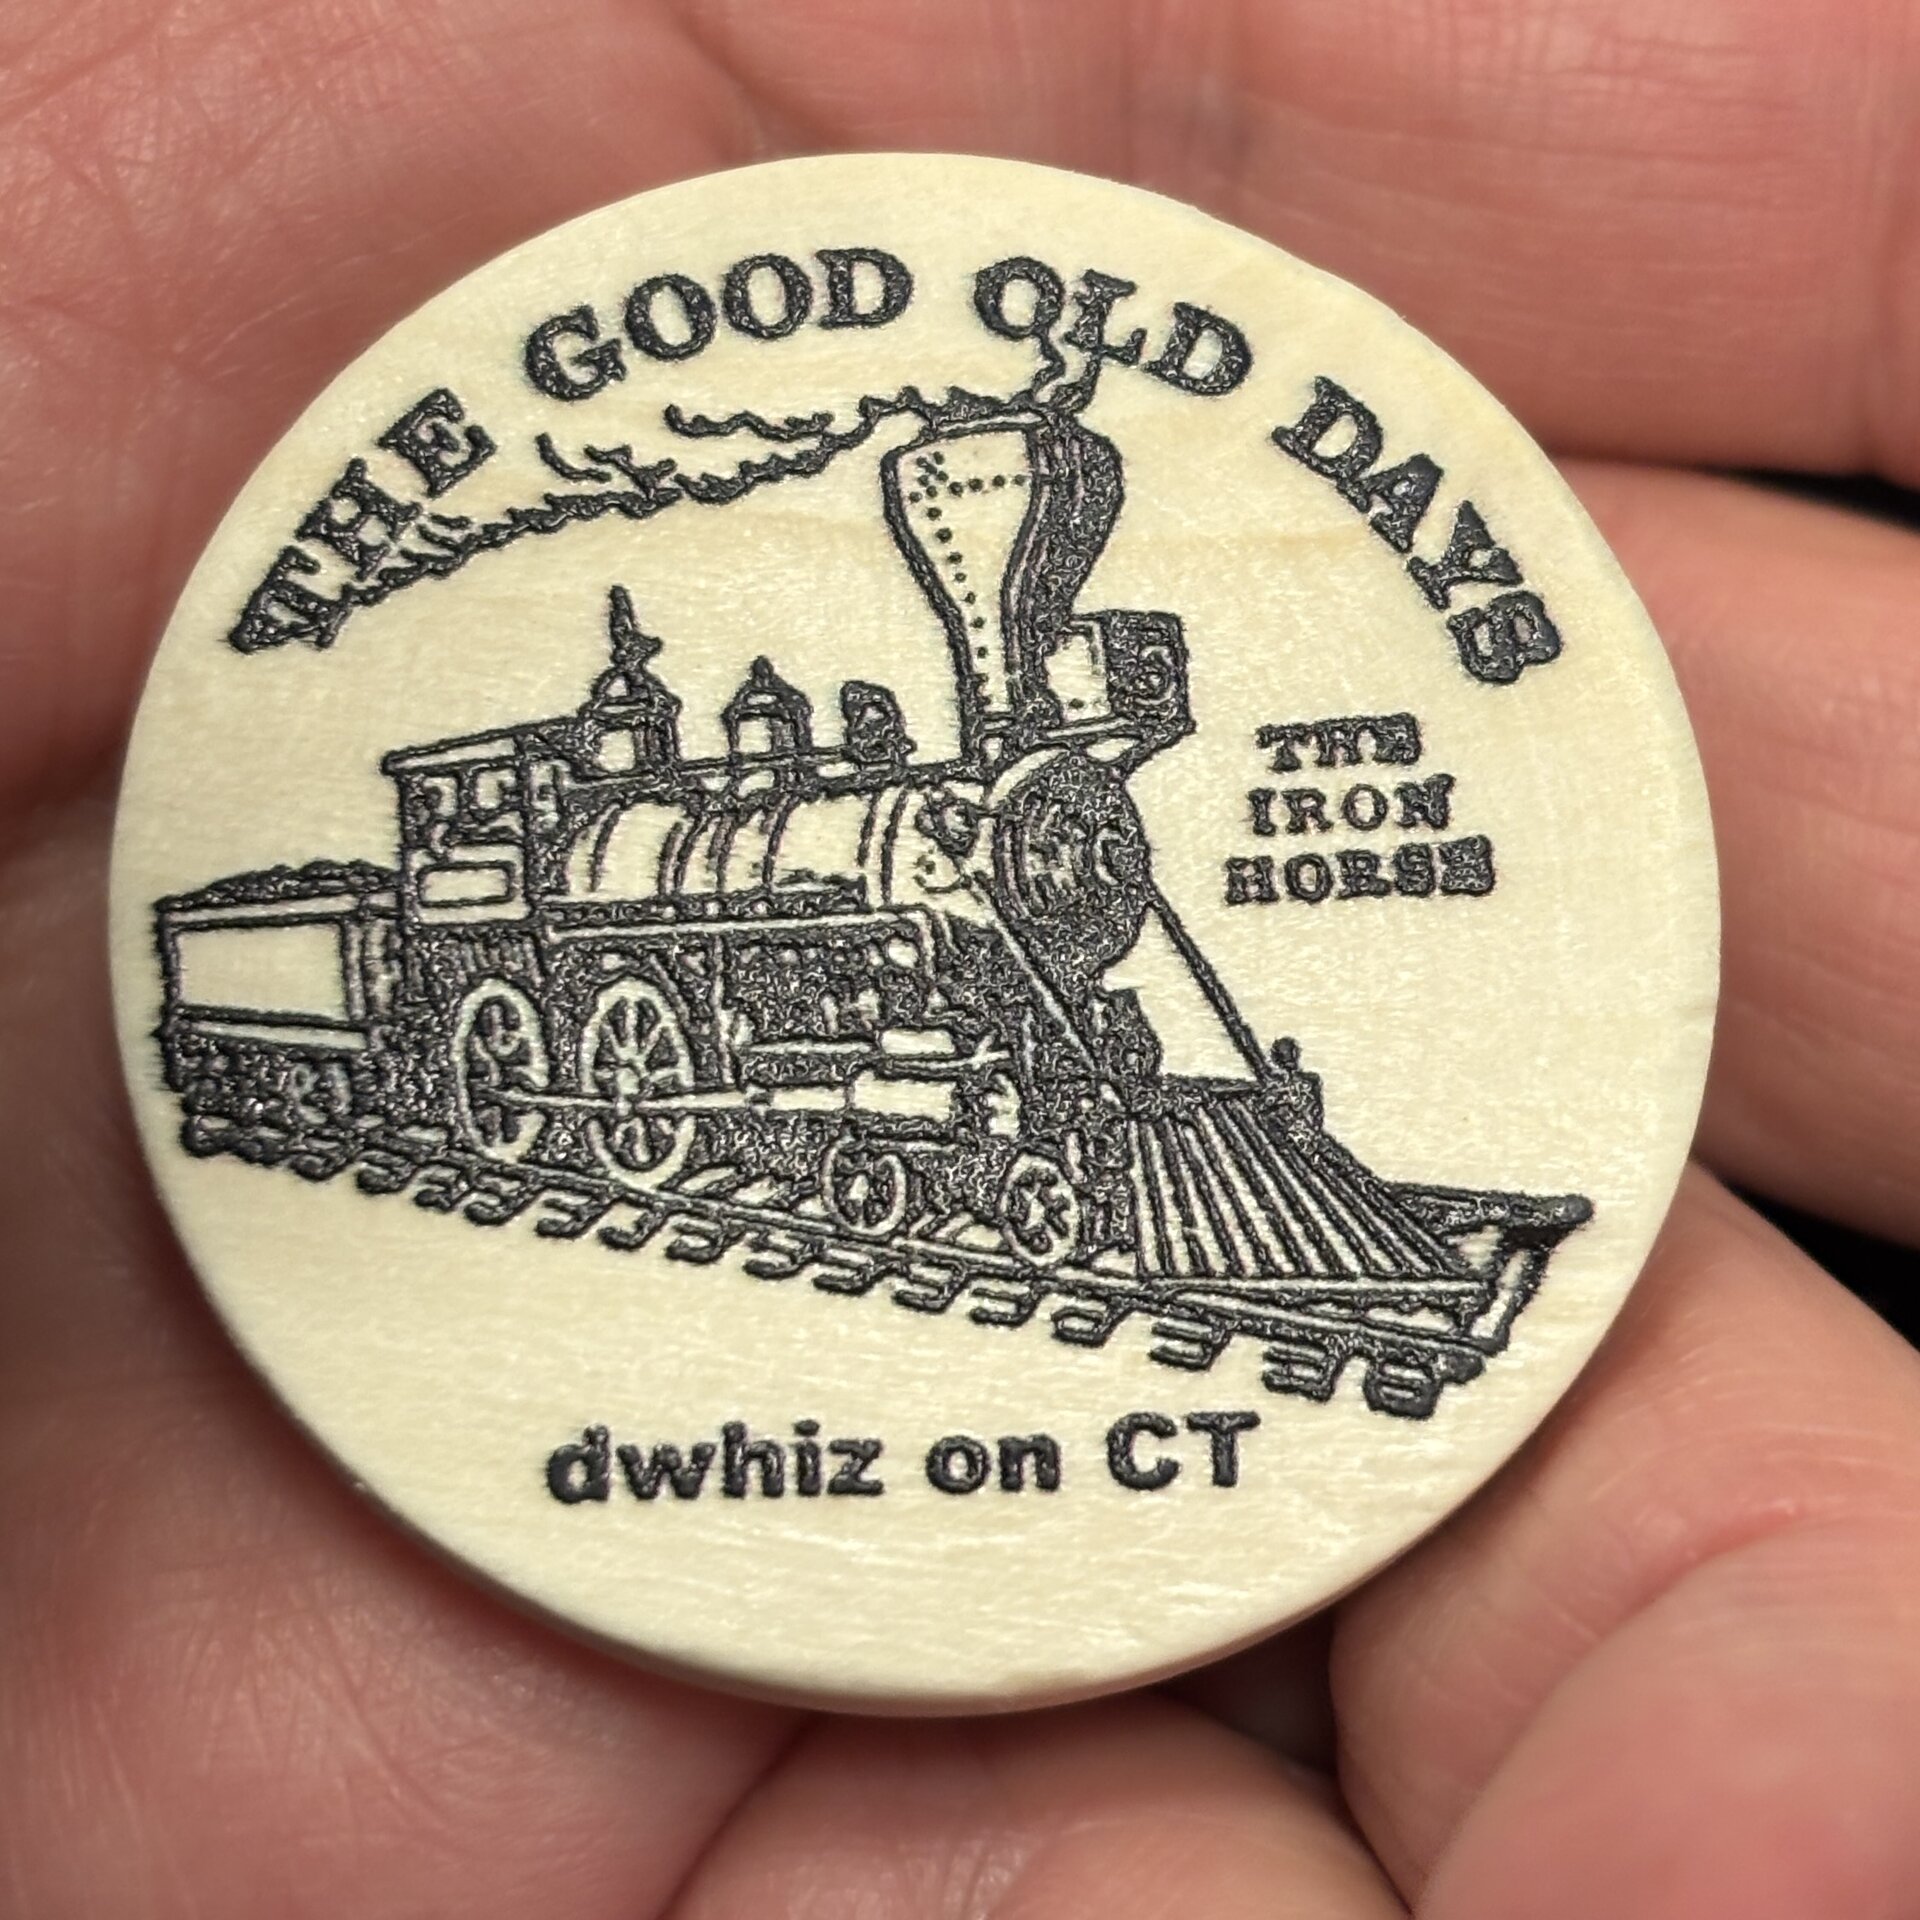 THE GOOD OLD DAYS
THE
IRON
HORSE
dwhiz on CT